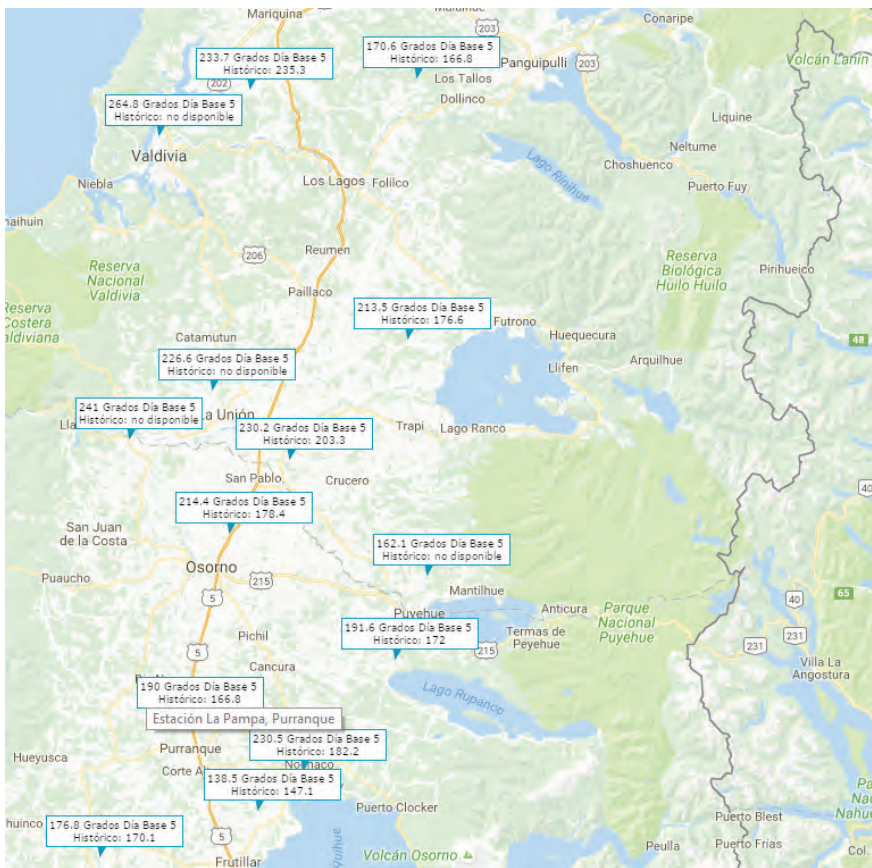 Mariquina
203
Conaripe
233.7 Grados Día Base 5
Histórico: 235.3
170.6 Grados Día Base 5
Histórico: 166.8
Panguipulli
203
Volcán Lanín
Los Tallos
202
Dollinco
264.8 Grados Día Base 5
Histórico: no disponible
Liquine
Neltume
Valdivia
Choshuenco
Lago Riñihue
Niebla
Los Lagos
Folilco
Puerto Fuy
naihuin
Reumen
206
Reserva
Nacional
Valdivia
Reserva
Biológica
Huilo Huilo
Pirihueico
Paillaco
Reserva
Costera
aldiviana
213.5 Grados Día Base 5
Histórico: 176.6
Futrono
Huequecura
Catamutun
48
226.6 Grados Día Base 5
Histórico: no disponible
Arquilhue
Llifen
241 Grados Día Base 5
Histórico: no disponible
La Unión
Lla
230.2 Grados Día Base 5
Histórico: 203.3
Trapi
Lago Ranco
San Pablo
Crucero
40
214.4 Grados Día Base 5
Histórico: 178.4
San Juan
de la Costa
162.1 Grados Día Base 5
Histórico: no disponible
Osorno
215
Puaucho
Mantilhue
65
5
40
Anticura
Puyehue
Parque
Nacional
Puyehue
191.6 Grados Día Base 5
Histórico: 172
Termas de
Peyehue
215
231
231
Pichil
5
Cancura
Villa La
Angostura
190 Grados Día Base 5
Histórico: 166.8
Lago Rupanco
Estación La Pampa, Purranque
230.5 Grados Día Base 5
Histórico: 182.2
Purranque
Hueyusca
Corte Al
138.5 Grados Día Base 5
Histórico: 147.1
Puerto Clocker
Puerto Blest
huinco
176.8 Grados Día Base 5
Histórico: 170.1
5
Puerto Frías
Peulla
Frutillar
Volcán Osorno
Col.